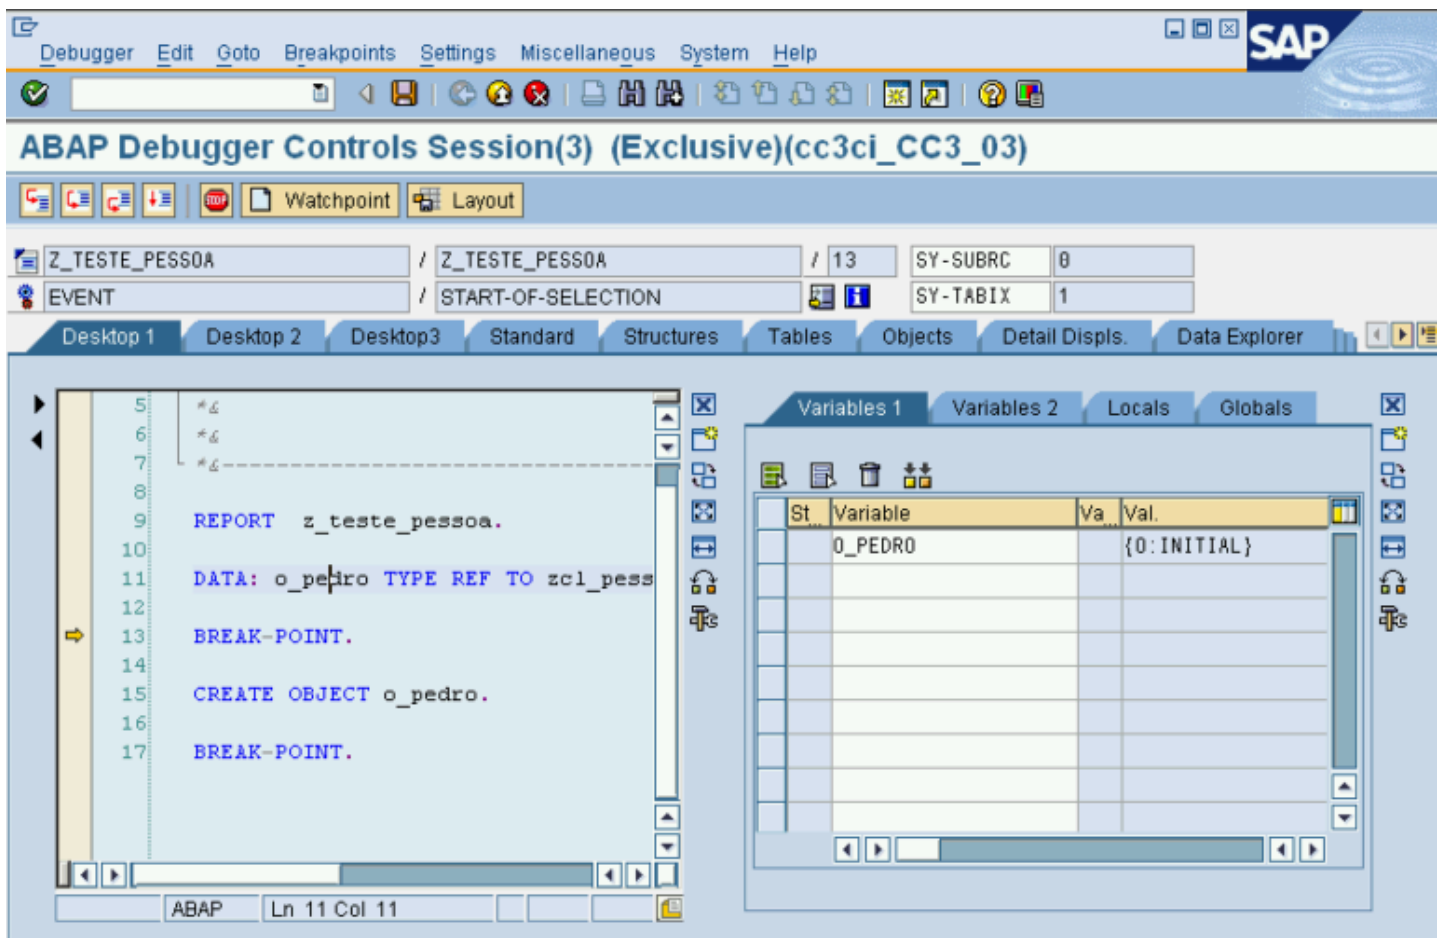 Debugger Edit Goto Breakpoints Settings Miscellaneous System Help
SAP
ABAP Debugger Controls Session(3) (Exclusive)(cc3ci_CC3_03)
STOP Watchpoint Layout
Z_TESTE_PESSOA / Z_TESTE_PESSOA / 13 SY-SUBRC 0
EVENT / START-OF-SELECTION SY-TABIX 1
Desktop 1 Desktop 2 Desktop3 Standard Structures Tables Objects Detail Displs. Data Explorer
5 *&
6 *&
7 *&---------------------------------
8
9 REPORT z_teste_pessoa.
10
11 DATA: o_pedro TYPE REF TO zcl_pess
12
13 BREAK-POINT.
14
15 CREATE OBJECT o_pedro.
16
17 BREAK-POINT.
ABAP Ln 11 Col 11
Variables 1 Variables 2 Locals Globals
St... Variable Va... Val.
O_PEDRO {O:INITIAL}